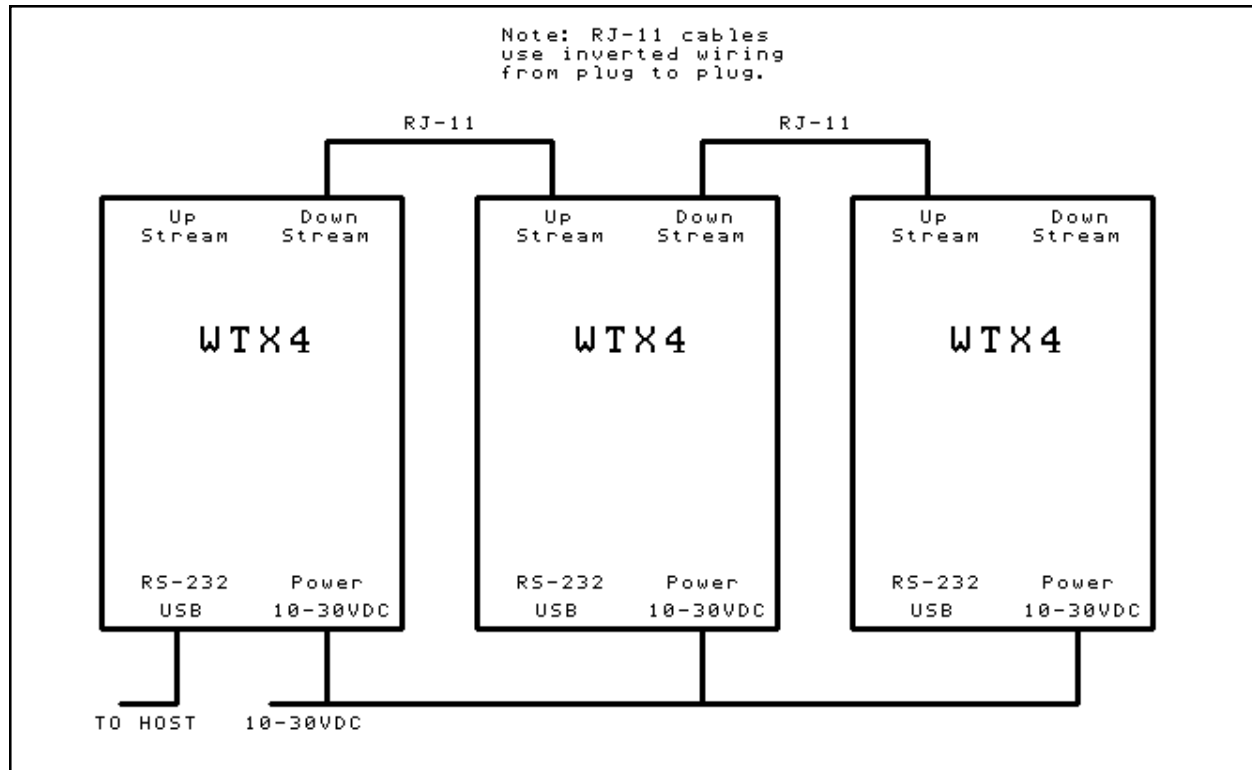 Note: RJ-11 cables
use inverted wiring
from plug to plug.
RJ-11 RJ-11
Up Down Up Down Up Down
Stream Stream Stream Stream Stream Stream
WTX4 WTX4 WTX4
RS-232 Power RS-232 Power RS-232 Power
USB 10-30VDC USB 10-30VDC USB 10-30VDC
TO HOST 10-30VDC